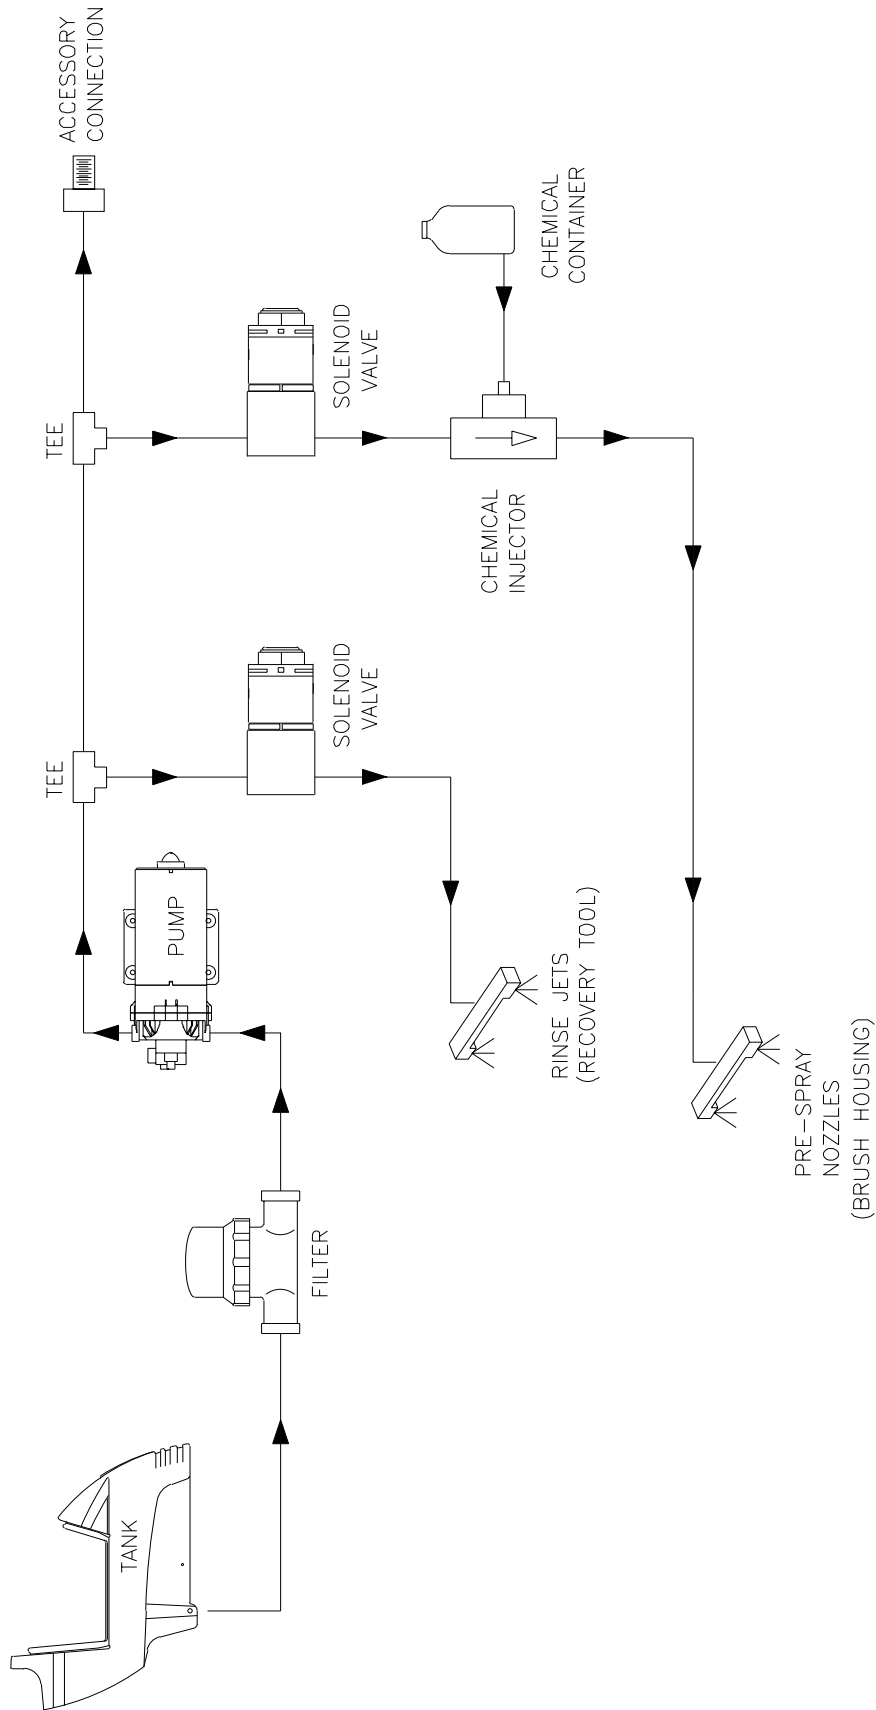 TANK
FILTER
PUMP
TEE
SOLENOID
VALVE
RINSE JETS
(RECOVERY TOOL)
TEE
SOLENOID
VALVE
CHEMICAL
INJECTOR
CHEMICAL
CONTAINER
PRE-SPRAY
NOZZLES
(BRUSH HOUSING)
ACCESSORY
CONNECTION